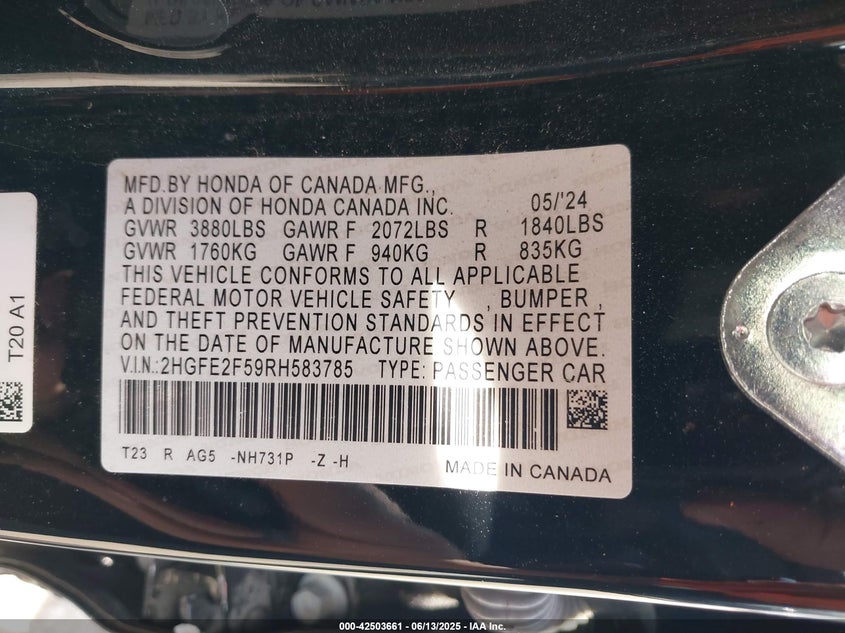 MFD.BY HONDA OF CANADA MFG.,
A DIVISION OF HONDA CANADA INC. 05/'24
GVWR 3880LBS GAWR F 2072LBS R 1840LBS
GVWR 1760KG GAWR F 940KG R 835KG
THIS VEHICLE CONFORMS TO ALL APPLICABLE
FEDERAL MOTOR VEHICLE SAFETY , BUMPER ,
AND THEFT PREVENTION STANDARDS IN EFFECT
ON THE DATE OF MANUFACTURE SHOWN ABOVE.
V.I.N.:2HGFE2F59RH583785 TYPE: PASSENGER CAR
T23 R AG5 -NH731P -Z -H
MADE IN CANADA
T20 A1
000-42503661 - 06/13/2025 - IAA Inc.